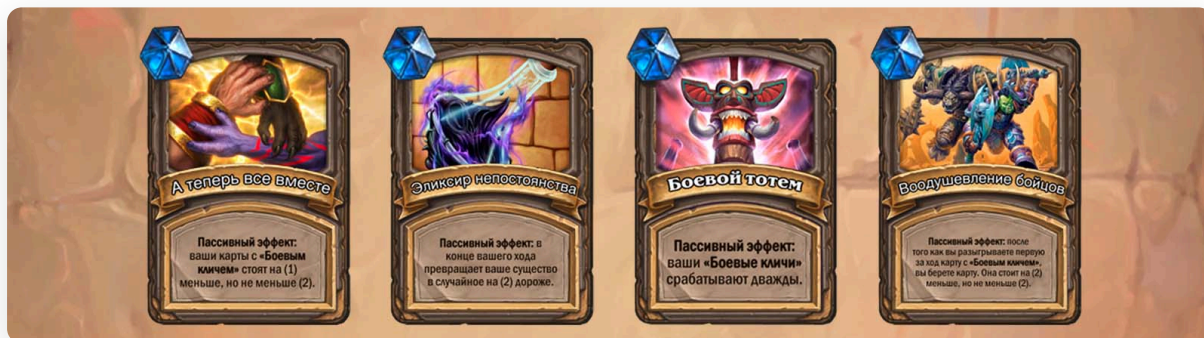 А теперь все вместе
Пассивный эффект:
ваши карты с «Боевым
кличем» стоят на (1)
меньше, но не меньше (2).
Эликсир непостоянства
Пассивный эффект: в
конце вашего хода
превращает ваше существо
в случайное на (2) дороже.
Боевой тотем
Пассивный эффект:
ваши «Боевые кличи»
срабатывают дважды.
Воодушевление бойцов
Пассивный эффект: после
того как вы разыгрываете первую
за ход карту с «Боевым кличем»,
вы берете карту. Она стоит на (2)
меньше, но не меньше (2).